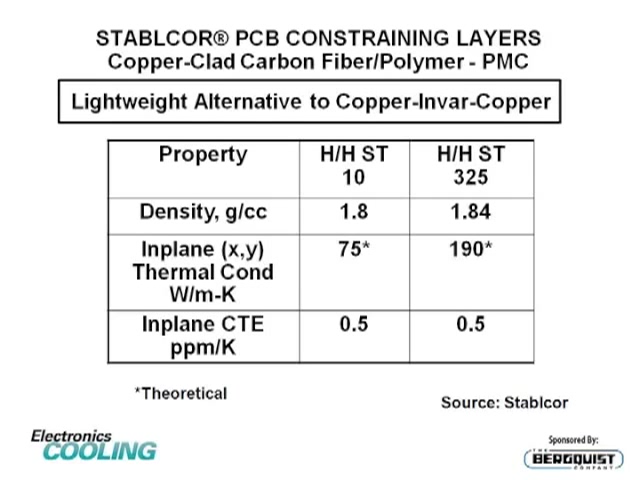 STABLCOR® PCB CONSTRAINING LAYERS
Copper-Clad Carbon Fiber/Polymer - PMC
Lightweight Alternative to Copper-Invar-Copper
Property H/H ST 10 H/H ST 325
Density, g/cc 1.8 1.84
Inplane (x,y) Thermal Cond W/m-K 75* 190*
Inplane CTE ppm/K 0.5 0.5
*Theoretical
Source: Stablcor
Electronics
COOLING
Sponsored By:
THE
BERGQUIST
COMPANY